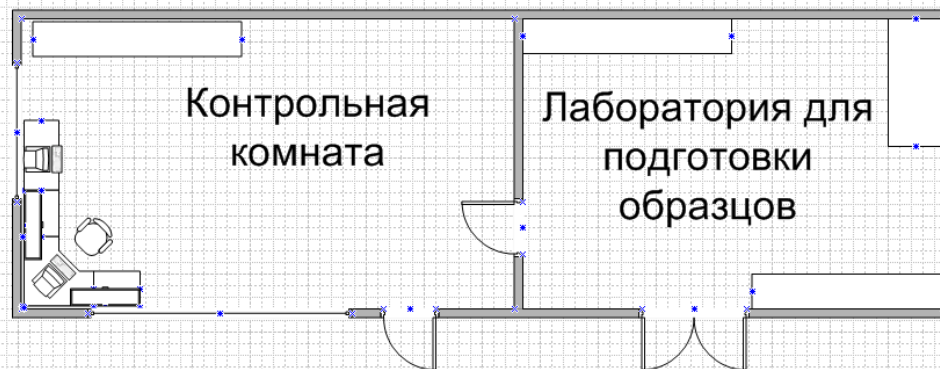 Контрольная
комната
Лаборатория для
подготовки
образцов